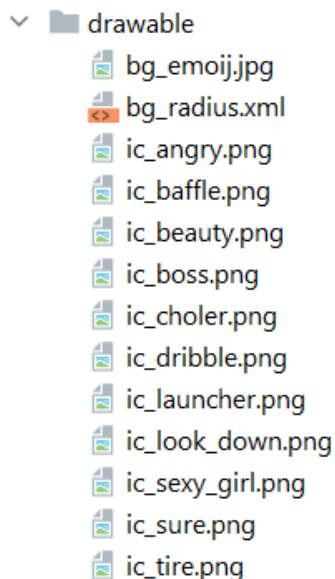 drawable
bg_emoij.jpg
bg_radius.xml
ic_angry.png
ic_baffle.png
ic_beauty.png
ic_boss.png
ic_choler.png
ic_dribble.png
ic_launcher.png
ic_look_down.png
ic_sexy_girl.png
ic_sure.png
ic_tire.png